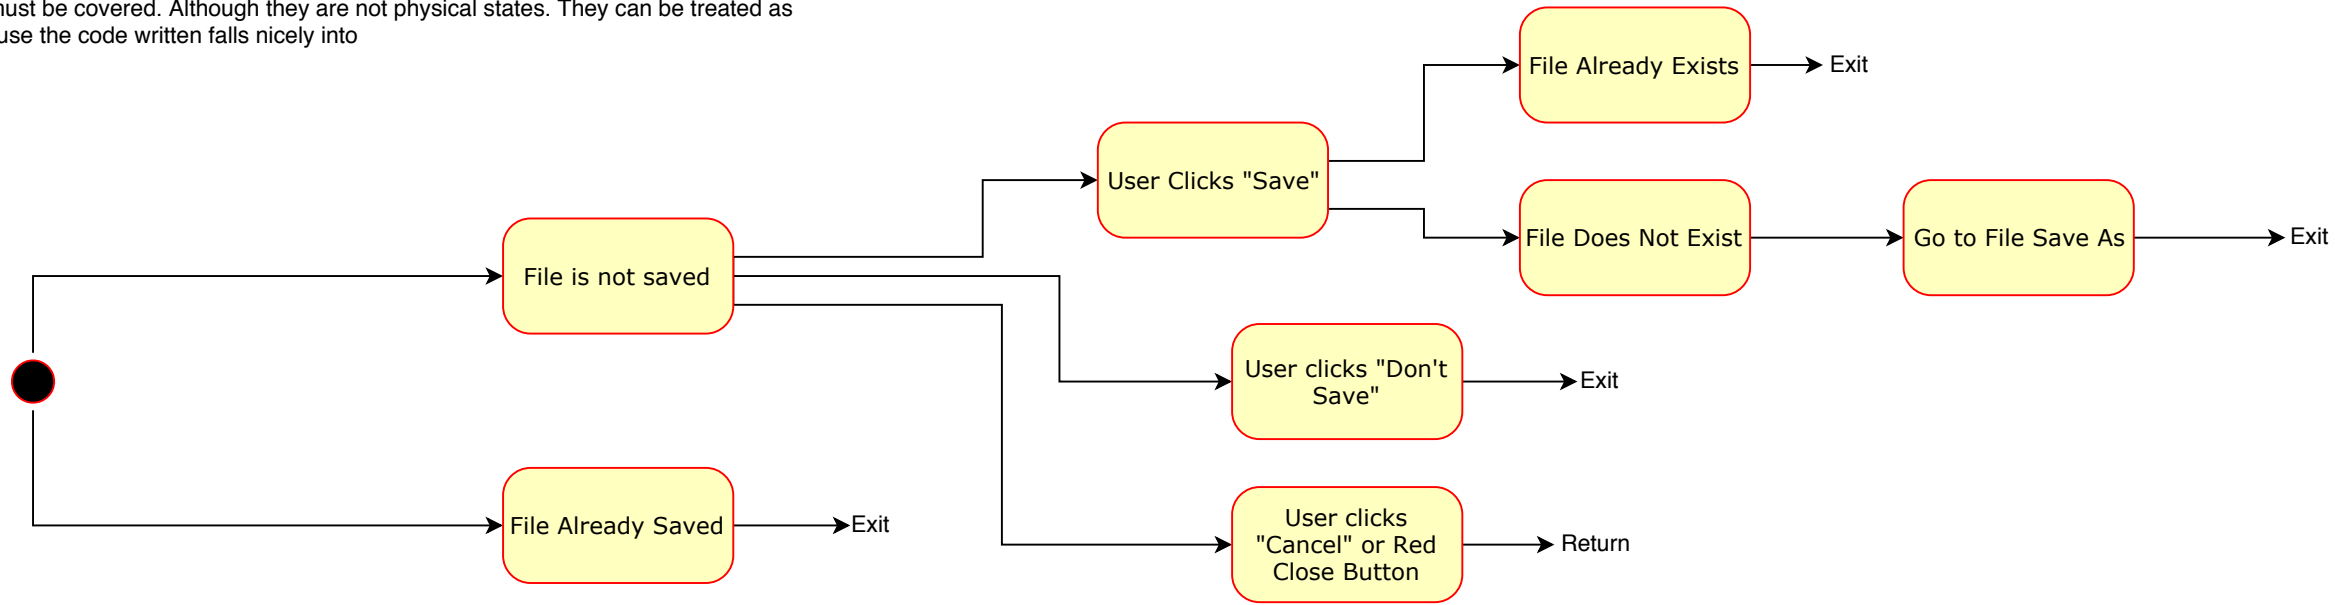 must be covered. Although they are not physical states. They can be treated as
use the code written falls nicely into
File Already Exists
Exit
User Clicks "Save"
File Does Not Exist
Go to File Save As
Exit
File is not saved
User clicks "Don't
Save"
Exit
File Already Saved
Exit
User clicks
"Cancel" or Red
Close Button
Return